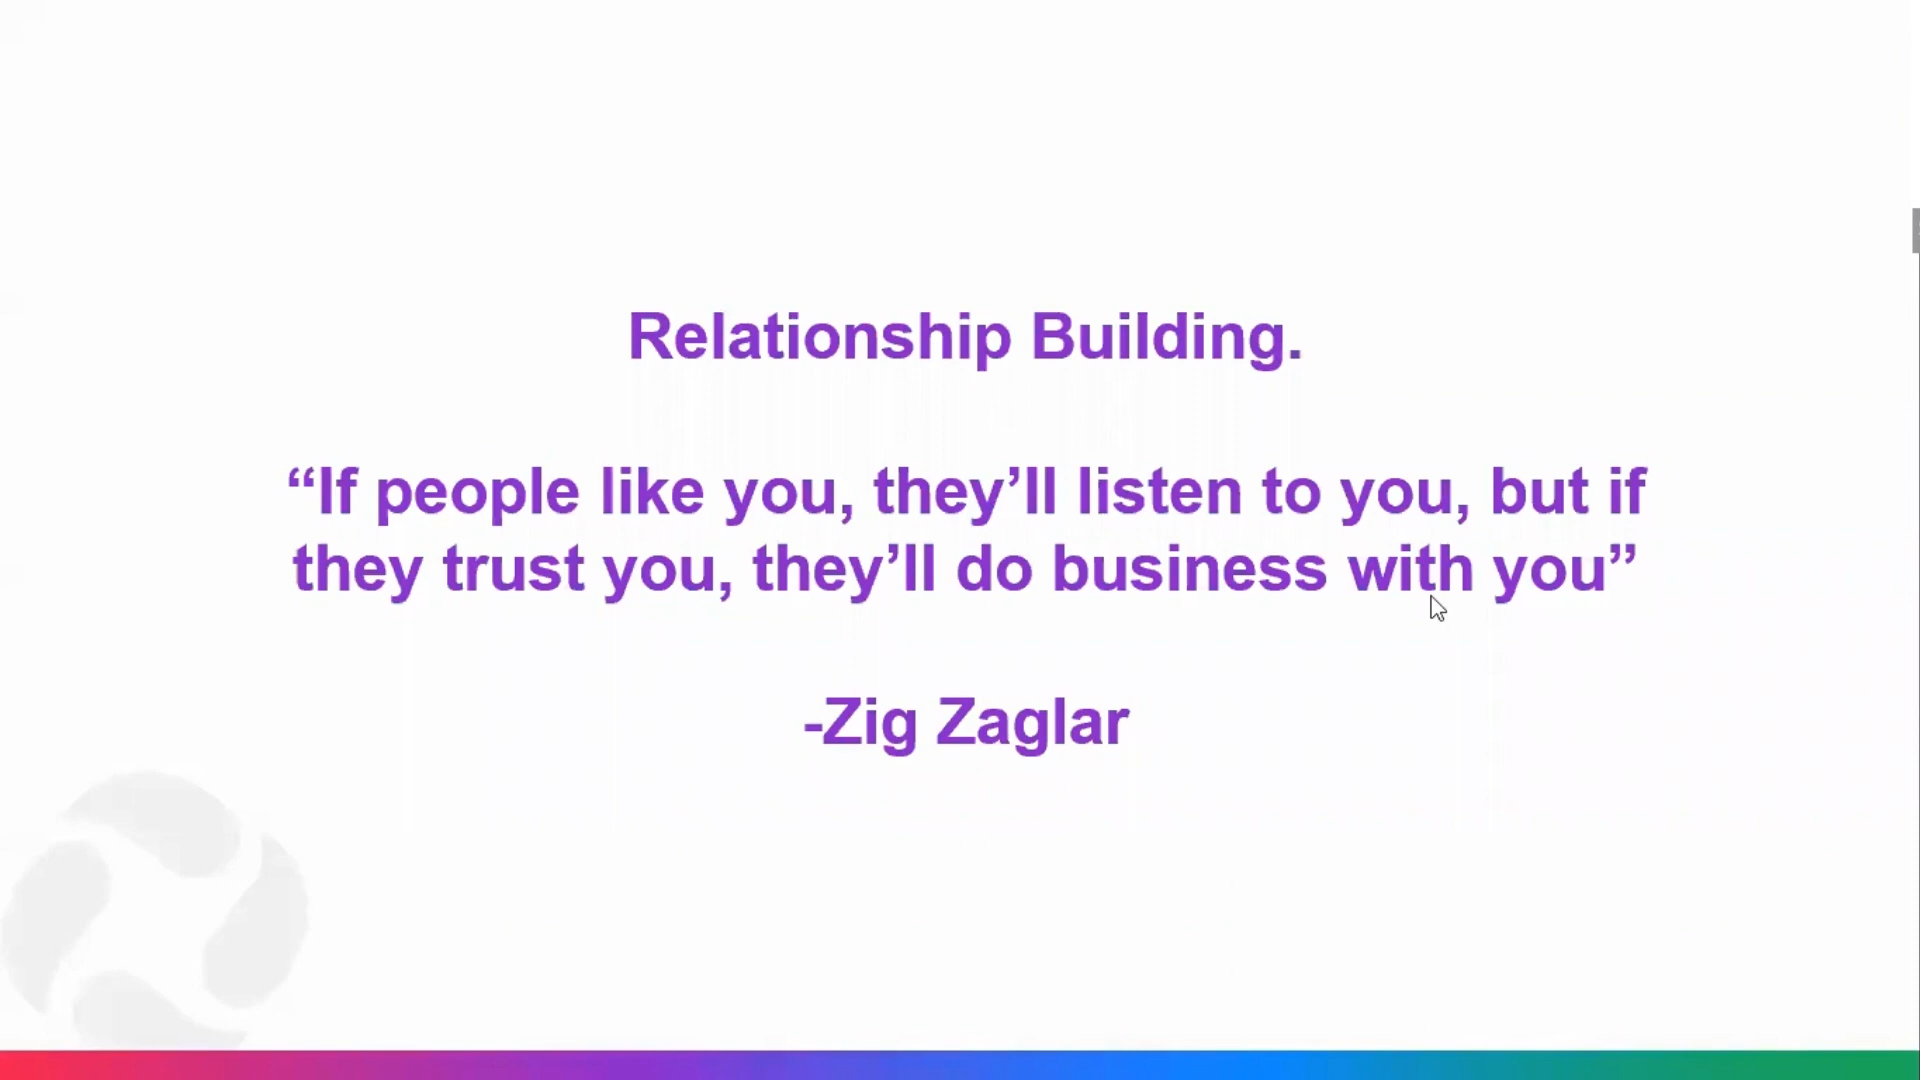 Relationship Building.
“If people like you, they’ll listen to you, but if
they trust you, they’ll do business with you”
-Zig Zaglar